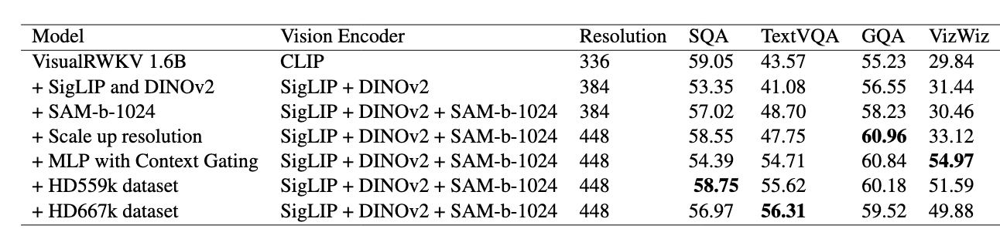 Model Vision Encoder Resolution SQA TextVQA GQA VizWiz
VisualRWKV 1.6B CLIP 336 59.05 43.57 55.23 29.84
+ SigLIP and DINOv2 SigLIP + DINOv2 384 53.35 41.08 56.55 31.44
+ SAM-b-1024 SigLIP + DINOv2 + SAM-b-1024 384 57.02 48.70 58.23 30.46
+ Scale up resolution SigLIP + DINOv2 + SAM-b-1024 448 58.55 47.75 60.96 33.12
+ MLP with Context Gating SigLIP + DINOv2 + SAM-b-1024 448 54.39 54.71 60.84 54.97
+ HD559k dataset SigLIP + DINOv2 + SAM-b-1024 448 58.75 55.62 60.18 51.59
+ HD667k dataset SigLIP + DINOv2 + SAM-b-1024 448 56.97 56.31 59.52 49.88